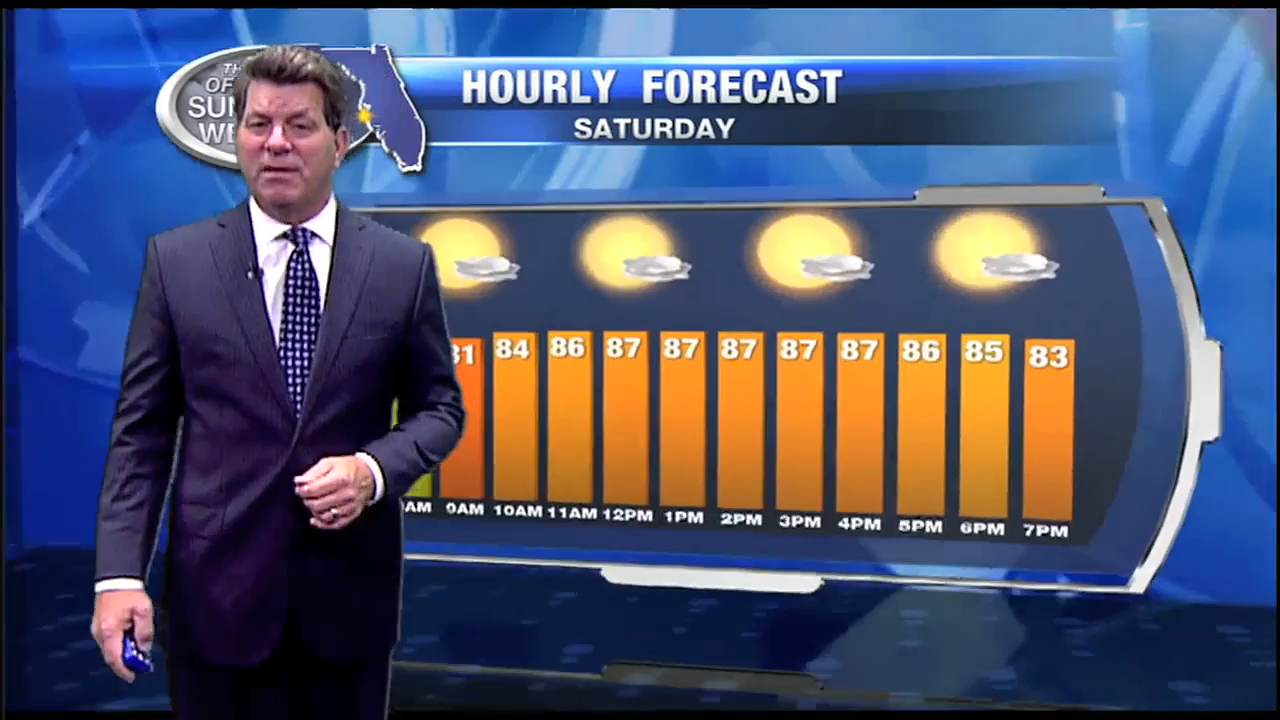 HOURLY FORECAST
SATURDAY
84 86 87 87 87 87 87 86 85 83
9AM 10AM 11AM 12PM 1PM 2PM 3PM 4PM 5PM 6PM 7PM